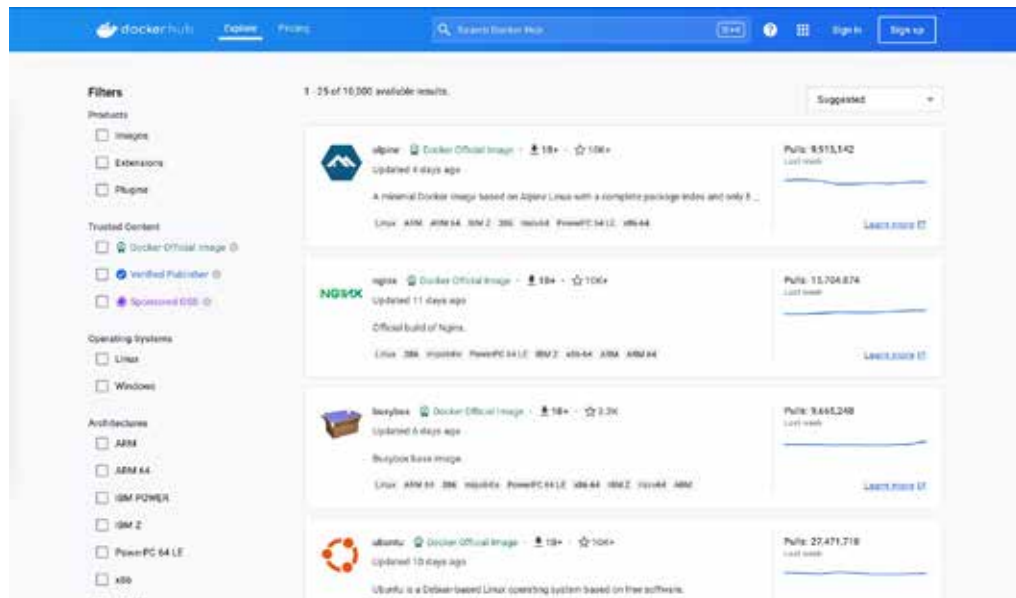 dockerhub Explore Pricing Search Docker Hub Sign In Sign up
Filters
Products
Images
Extensions
Plugins
Trusted Content
Docker Official Image
Verified Publisher
Sponsored OSS
Operating Systems
Linux
Windows
Architectures
ARM
ARM 64
IBM POWER
IBM Z
PowerPC 64 LE
x86
1 - 25 of 10,000 available results.
Suggested
alpine Docker Official Image · 1B+ · 10K+
Updated 4 days ago
A minimal Docker image based on Alpine Linux with a complete package index and only 5 ...
Linux ARM ARM 64 IBM Z 386 riscv64 PowerPC 64 LE x86-64
Pulls: 9,515,142
Last week
Learn more
NGINX
nginx Docker Official Image · 1B+ · 10K+
Updated 11 days ago
Official build of Nginx.
Linux 386 mips64le PowerPC 64 LE IBM Z x86-64 ARM ARM 64
Pulls: 15,704,874
Last week
Learn more
busybox Docker Official Image · 1B+ · 3.2K
Updated 6 days ago
Busybox base image.
Linux ARM 64 386 mips64le PowerPC 64 LE x86-64 IBM Z riscv64 ARM
Pulls: 9,665,248
Last week
Learn more
ubuntu Docker Official Image · 1B+ · 10K+
Updated 10 days ago
Ubuntu is a Debian-based Linux operating system based on free software.
Pulls: 27,471,718
Last week